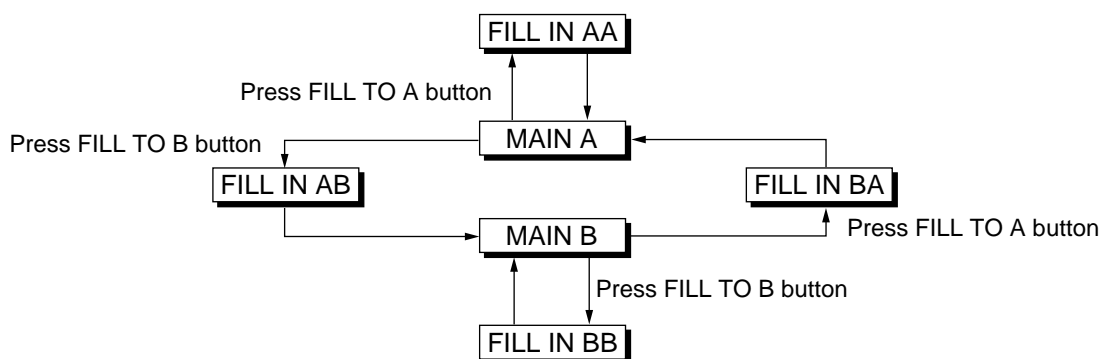 FILL IN AA
Press FILL TO A button
MAIN A
Press FILL TO B button
FILL IN AB
FILL IN BA
MAIN B
Press FILL TO A button
Press FILL TO B button
FILL IN BB